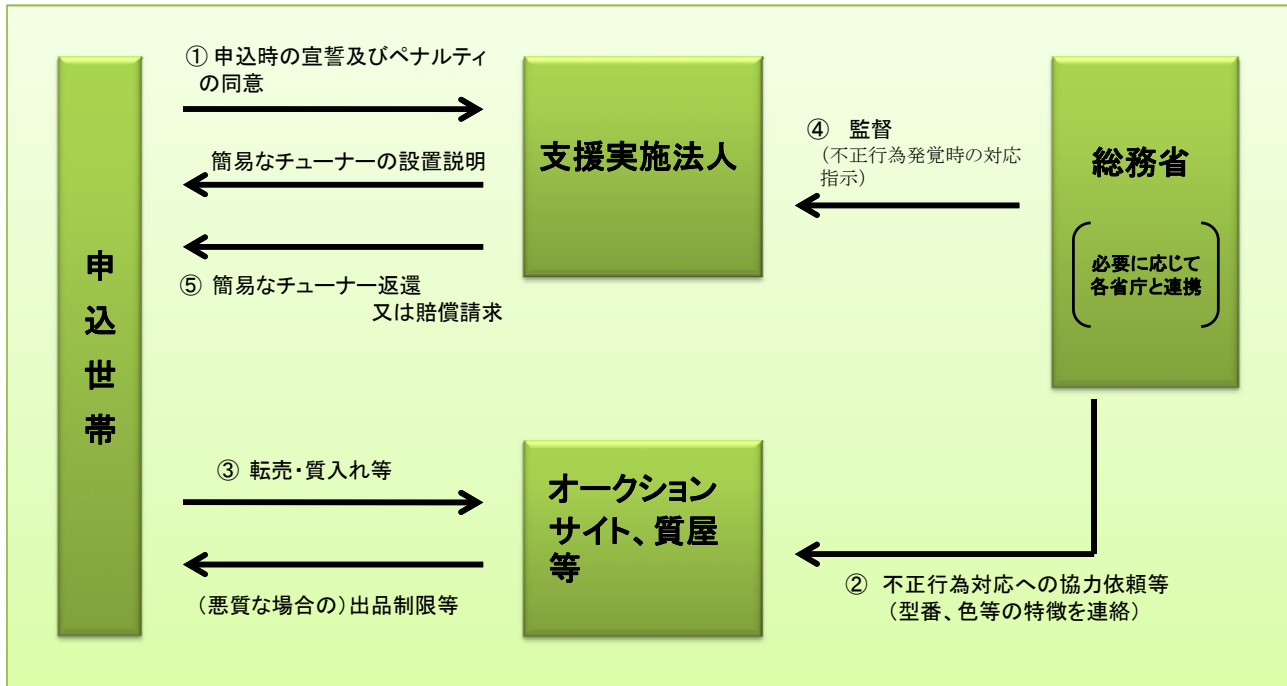 ① 申込時の宣誓及びペナルティ
の同意
簡易なチューナーの設置説明
⑤ 簡易なチューナー返還
又は賠償請求
申込世帯
支援実施法人
④ 監督
(不正行為発覚時の対応
指示)
総務省
必要に応じて
各省庁と連携
③ 転売・質入れ等
(悪質な場合の)出品制限等
オークション
サイト、質屋
等
② 不正行為対応への協力依頼等
(型番、色等の特徴を連絡)